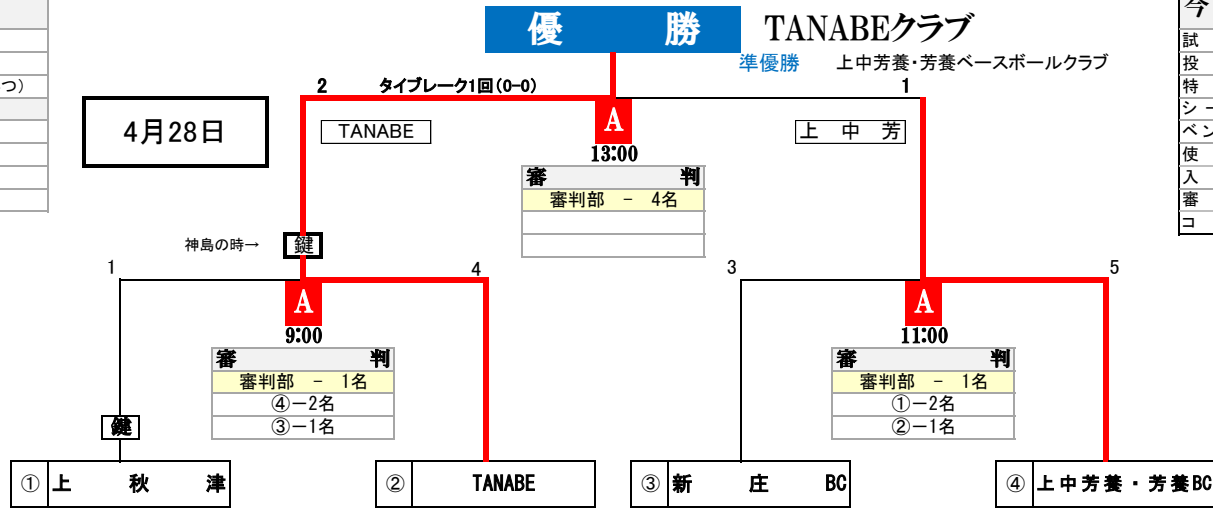 優 勝 TANABEクラブ
準優勝 上中芳養・芳養ベースボールクラブ
今
試
投
特
シー
ベン
使
入
審
コ
つ）
4月28日
2 タイブレーク1回(0-0) 1
TANABE A 上 中 芳
13:00
審 判
審判部 － 4名
神島の時→ 鍵
1 4 3 5
A A
9:00 11:00
審 判 審 判
審判部 － 1名 審判部 － 1名
④－2名 ①－2名
③－1名 ②－1名
鍵
① 上 秋 津 ② TANABE ③ 新 庄 BC ④ 上中芳養・芳養BC